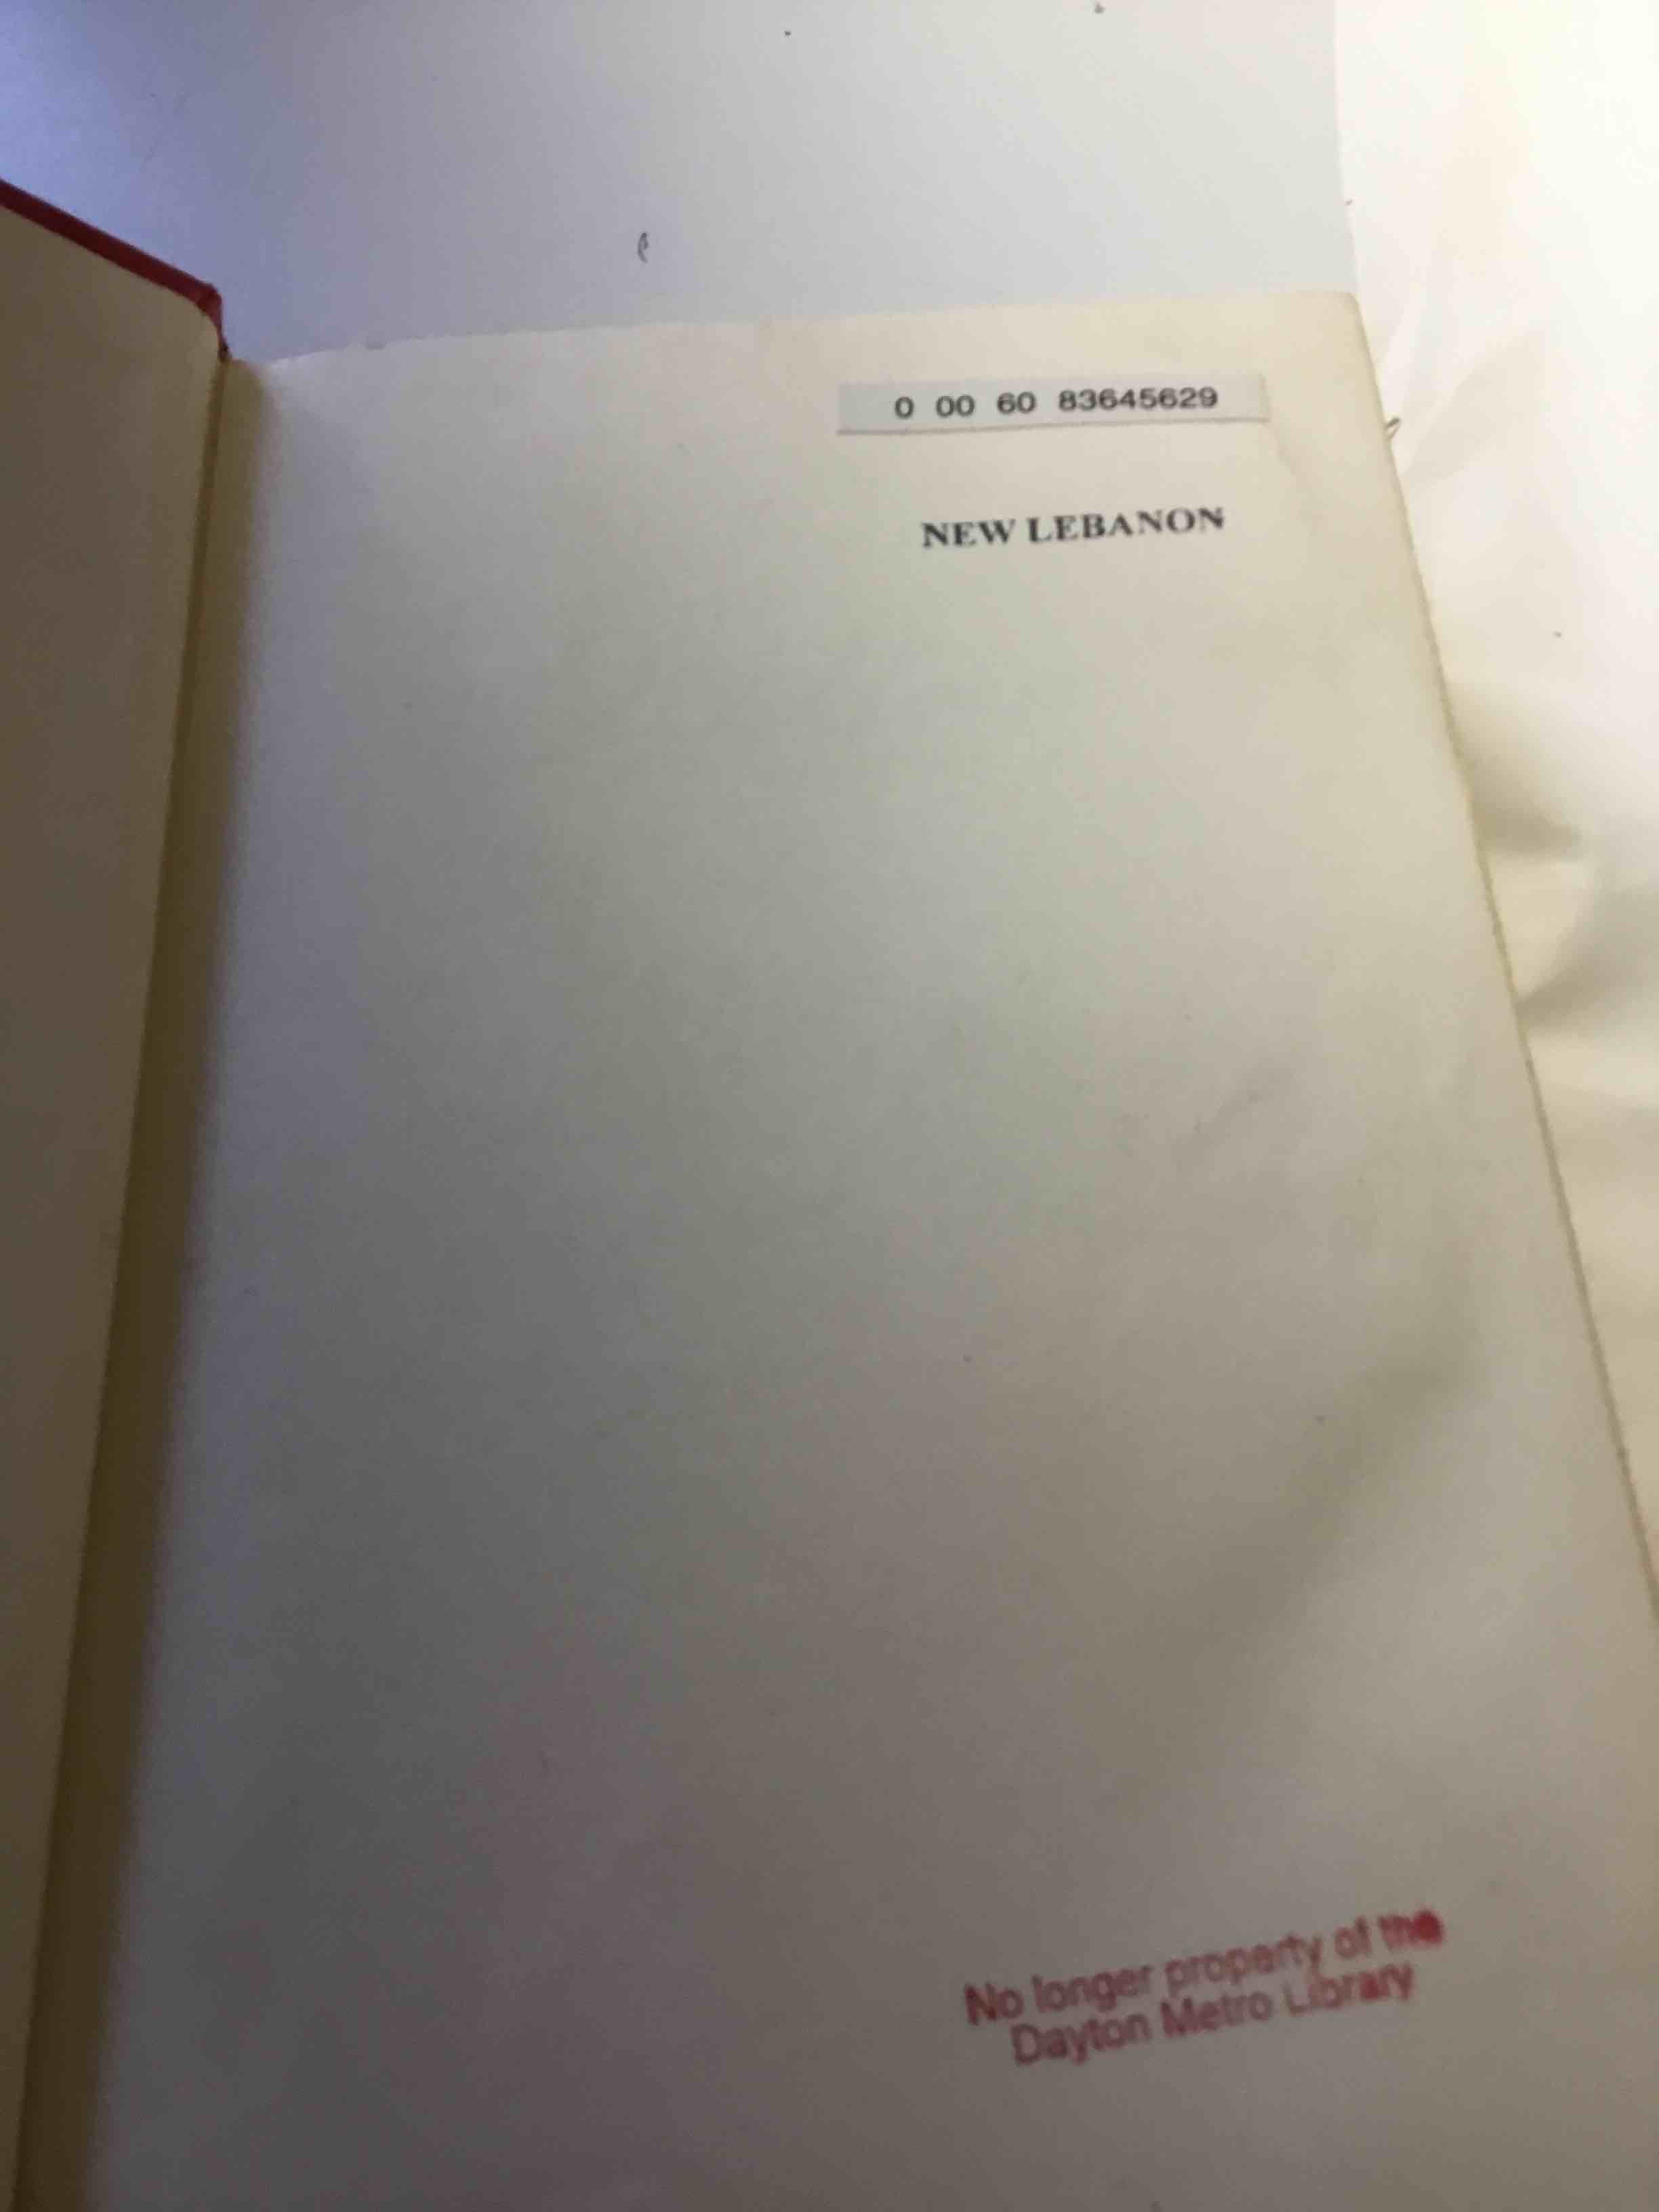 0 00 60 83645629
NEW LEBANON
No longer property of the
Dayton Metro Library